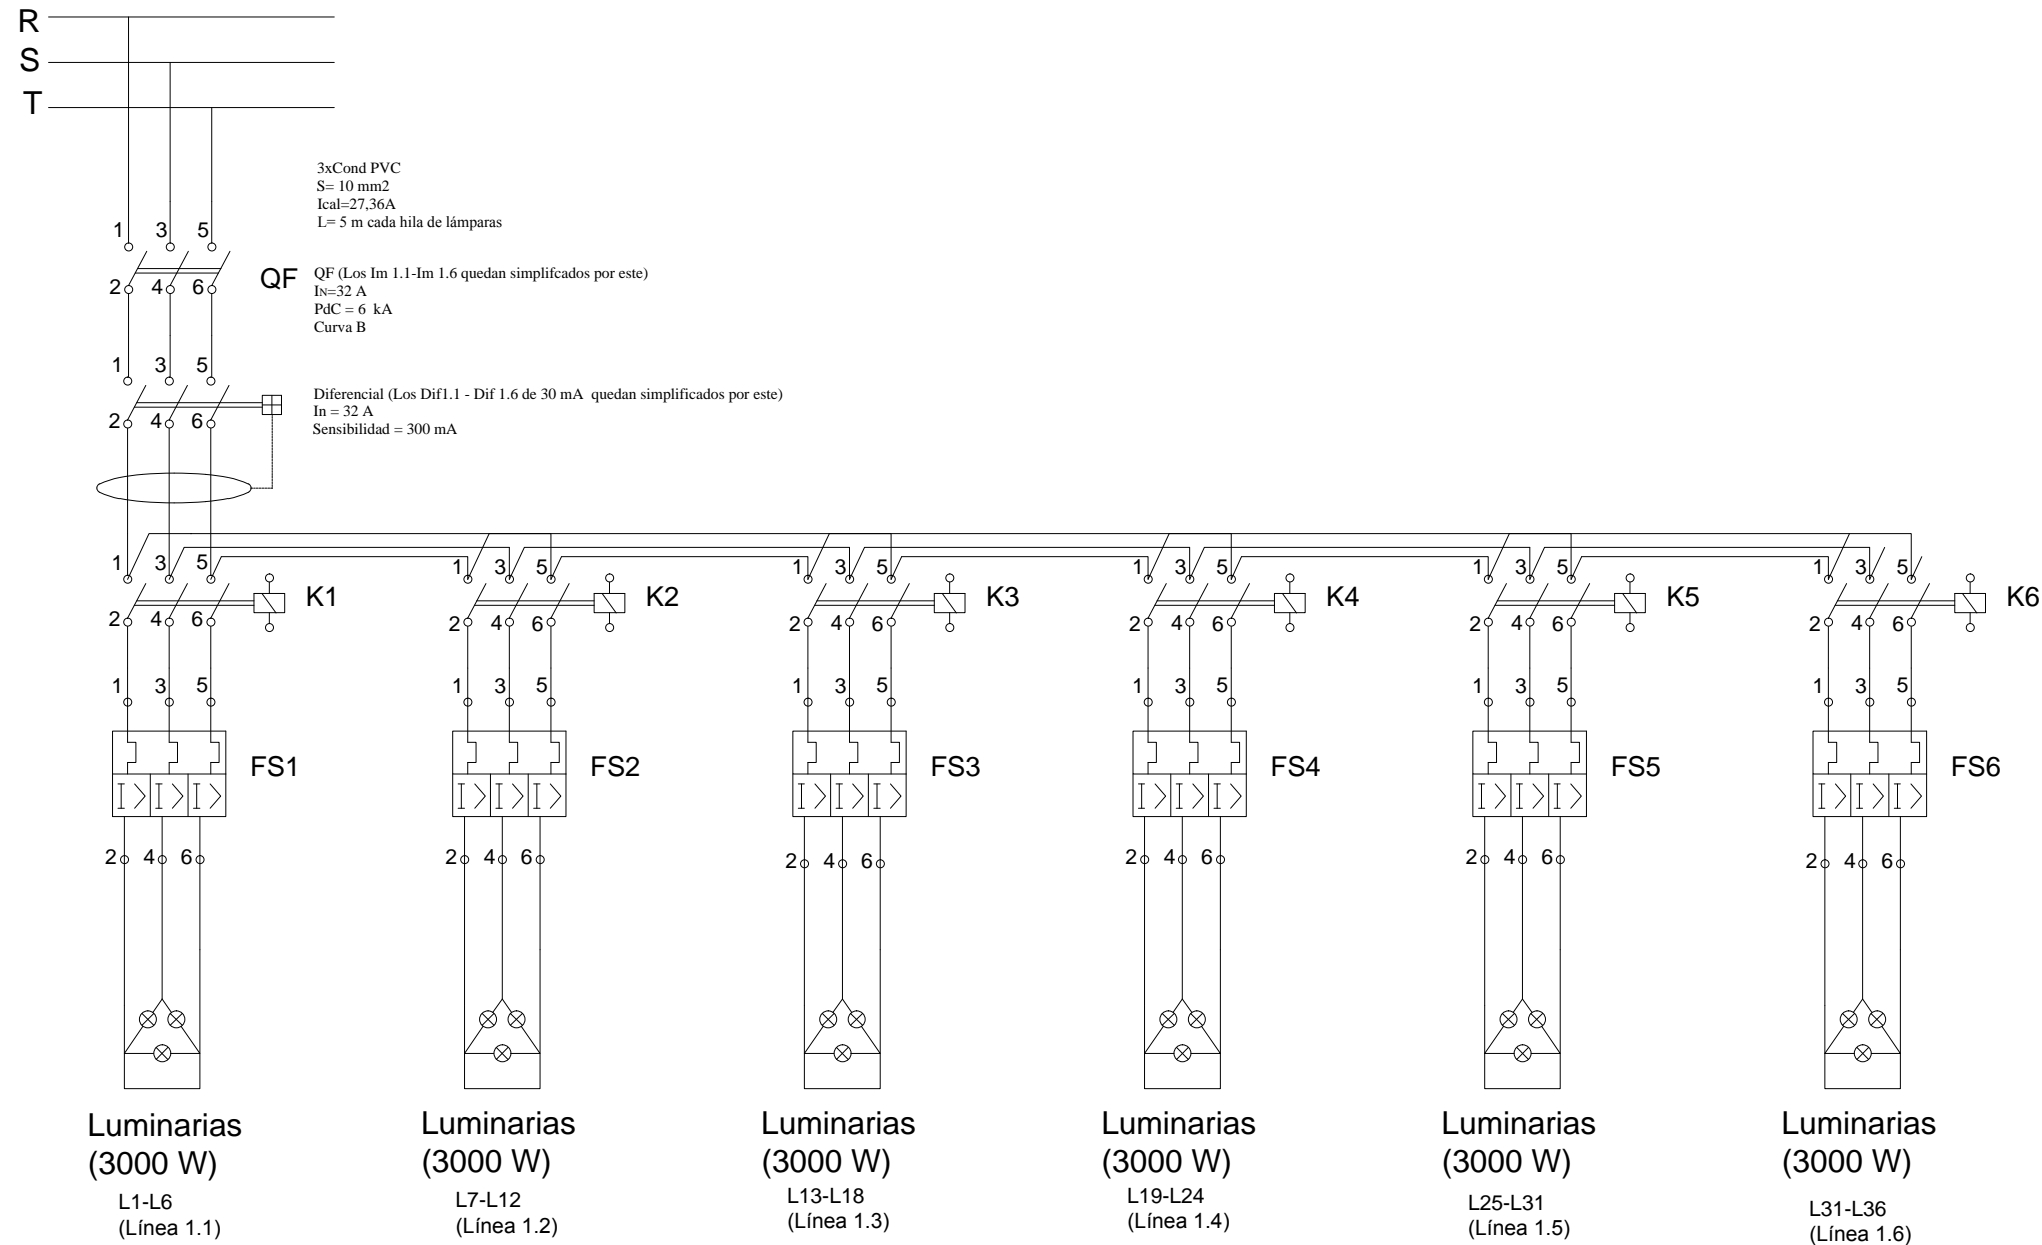 R
S
T
3xCond PVC
S= 10 mm2
Ical=27,36A
L= 5 m cada hila de lámparas
1 3 5
QF
2 4 6
QF (Los Im 1.1-Im 1.6 quedan simplifcados por este)
IN=32 A
PdC = 6 kA
Curva B
1 3 5
2 4 6
Diferencial (Los Dif1.1 - Dif 1.6 de 30 mA quedan simplificados por este)
In = 32 A
Sensibilidad = 300 mA
1 3 5 1 3 5 1 3 5 1 3 5 1 3 5 1 3 5
K1 K2 K3 K4 K5 K6
2 4 6 2 4 6 2 4 6 2 4 6 2 4 6 2 4 6
1 3 5 1 3 5 1 3 5 1 3 5 1 3 5 1 3 5
FS1 FS2 FS3 FS4 FS5 FS6
I > I > I > I > I > I > I > I > I > I > I > I > I > I > I > I > I > I >
2 4 6 2 4 6 2 4 6 2 4 6 2 4 6 2 4 6
Luminarias
(3000 W)
L1-L6
(Línea 1.1)
Luminarias
(3000 W)
L7-L12
(Línea 1.2)
Luminarias
(3000 W)
L13-L18
(Línea 1.3)
Luminarias
(3000 W)
L19-L24
(Línea 1.4)
Luminarias
(3000 W)
L25-L31
(Línea 1.5)
Luminarias
(3000 W)
L31-L36
(Línea 1.6)